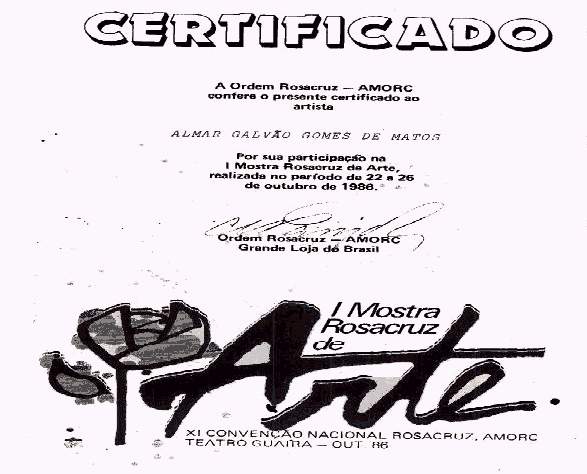 CERTIFICADO
A Ordem Rosacruz — AMORC
confere o presente certificado ao
artista
ALMAR GALVÃO GOMES DE MATOS
Por sua participação na
I Mostra Rosacruz de Arte,
realizada no período de 22 a 26
de outubro de 1986.
Ordem Rosacruz — AMORC
Grande Loja do Brasil
I Mostra
Rosacruz
de
Arte
XI CONVENÇÃO NACIONAL ROSACRUZ, AMORC
TEATRO GUAÍRA — OUT. 86